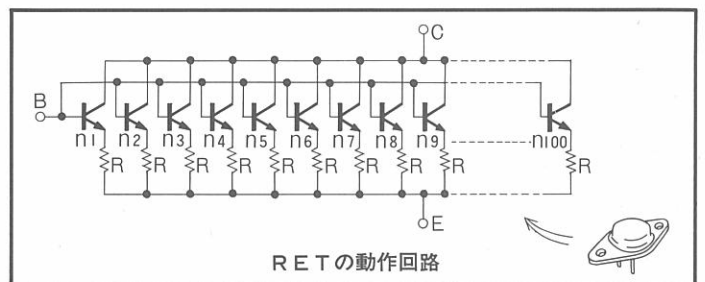 C
B
n1 n2 n3 n4 n5 n6 n7 n8 n9 n100
R R R R R R R R R R
E
RETの動作回路